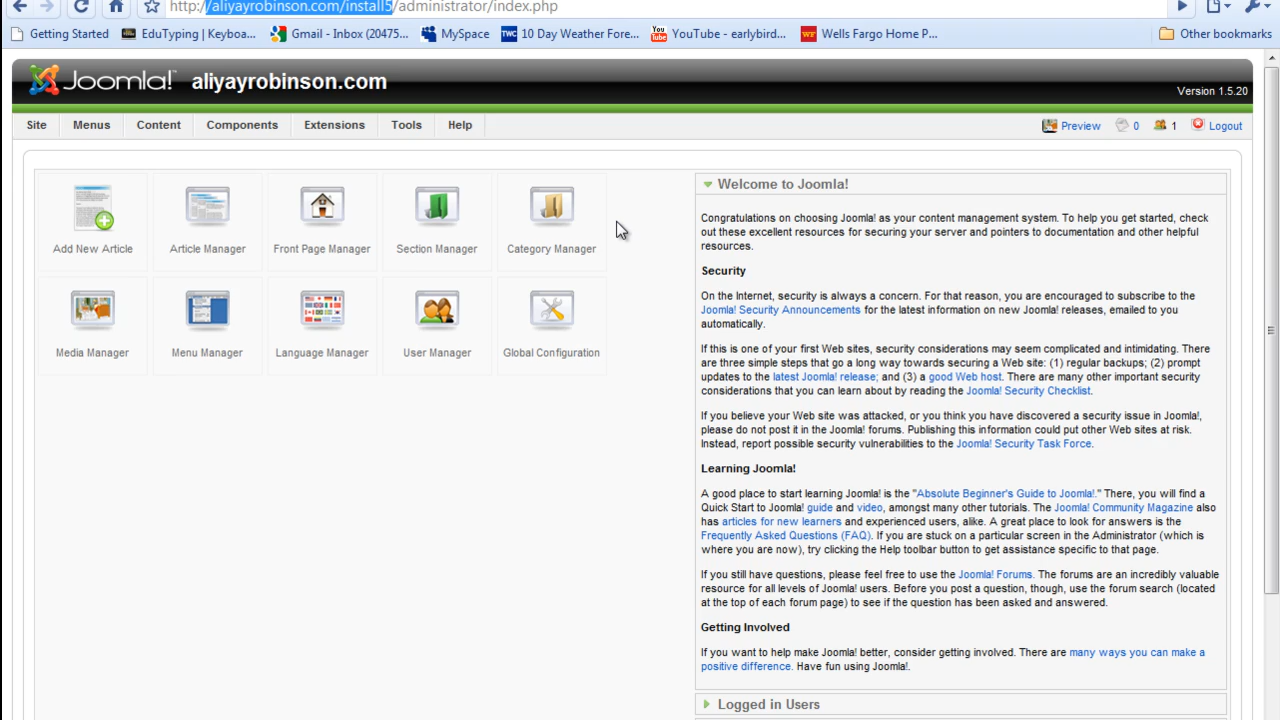 http://aliyayrobinson.com/install5/administrator/index.php
Getting Started EduTyping | Keyboa... Gmail - Inbox (20475... MySpace TWC 10 Day Weather Fore... You Tube YouTube - earlybird... WF Wells Fargo Home P... Other bookmarks
Joomla! aliyayrobinson.com
Version 1.5.20
Site Menus Content Components Extensions Tools Help Preview 0 1 Logout
Add New Article Article Manager Front Page Manager Section Manager Category Manager
Media Manager Menu Manager Language Manager User Manager Global Configuration
Welcome to Joomla!
Congratulations on choosing Joomla! as your content management system. To help you get started, check
out these excellent resources for securing your server and pointers to documentation and other helpful
resources.
Security
On the Internet, security is always a concern. For that reason, you are encouraged to subscribe to the
Joomla! Security Announcements for the latest information on new Joomla! releases, emailed to you
automatically.
If this is one of your first Web sites, security considerations may seem complicated and intimidating. There
are three simple steps that go a long way towards securing a Web site: (1) regular backups; (2) prompt
updates to the latest Joomla! release; and (3) a good Web host. There are many other important security
considerations that you can learn about by reading the Joomla! Security Checklist.
If you believe your Web site was attacked, or you think you have discovered a security issue in Joomla!,
please do not post it in the Joomla! forums. Publishing this information could put other Web sites at risk.
Instead, report possible security vulnerabilities to the Joomla! Security Task Force.
Learning Joomla!
A good place to start learning Joomla! is the "Absolute Beginner's Guide to Joomla!." There, you will find a
Quick Start to Joomla! guide and video, amongst many other tutorials. The Joomla! Community Magazine also
has articles for new learners and experienced users, alike. A great place to look for answers is the
Frequently Asked Questions (FAQ). If you are stuck on a particular screen in the Administrator (which is
where you are now), try clicking the Help toolbar button to get assistance specific to that page.
If you still have questions, please feel free to use the Joomla! Forums. The forums are an incredibly valuable
resource for all levels of Joomla! users. Before you post a question, though, use the forum search (located
at the top of each forum page) to see if the question has been asked and answered.
Getting Involved
If you want to help make Joomla! better, consider getting involved. There are many ways you can make a
positive difference. Have fun using Joomla!.
Logged in Users